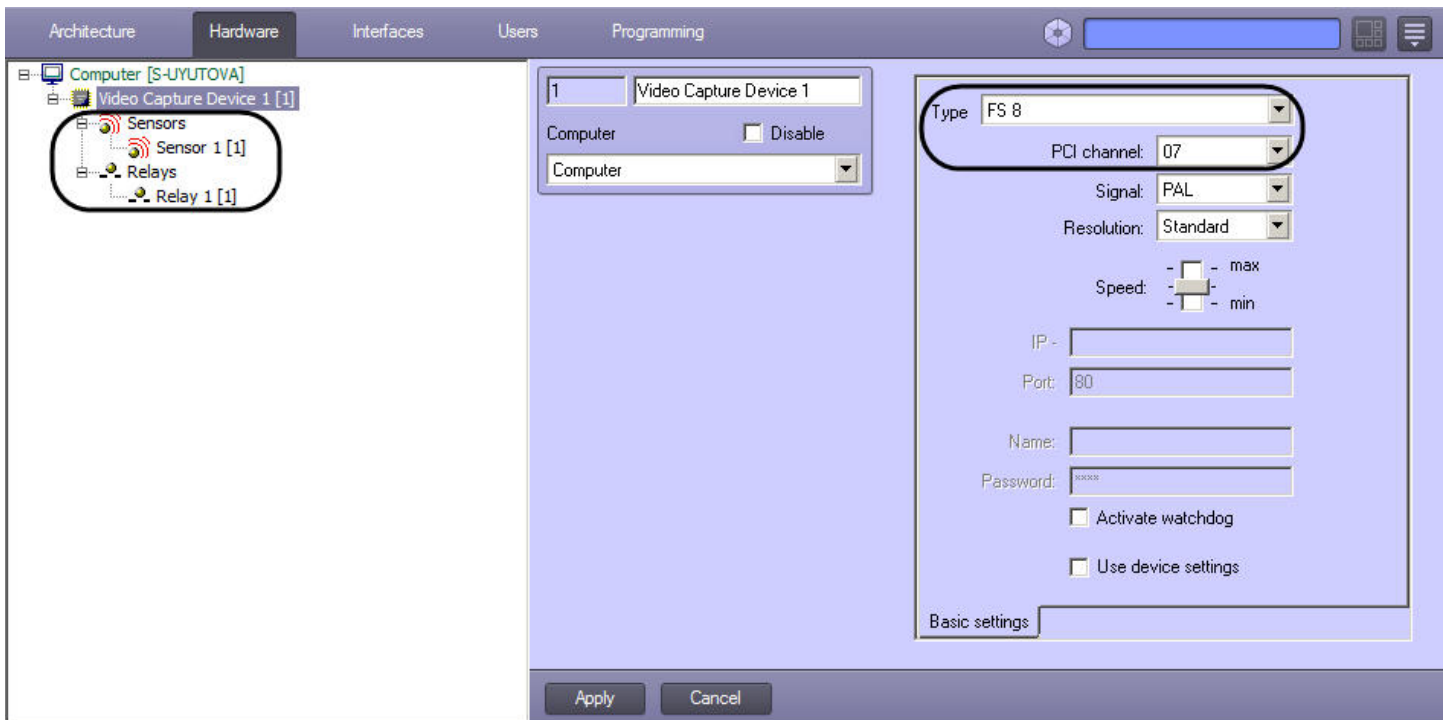 Architecture Hardware Interfaces Users Programming
Computer [S-UYUTOVA]
Video Capture Device 1 [1]
Sensors
Sensor 1 [1]
Relays
Relay 1 [1]
1 Video Capture Device 1
Computer Disable
Computer
Type FS 8
PCI channel: 07
Signal: PAL
Resolution: Standard
Speed: - - max
- -
- - min
IP -
Port: 80
Name:
Password: ****
Activate watchdog
Use device settings
Basic settings
Apply Cancel